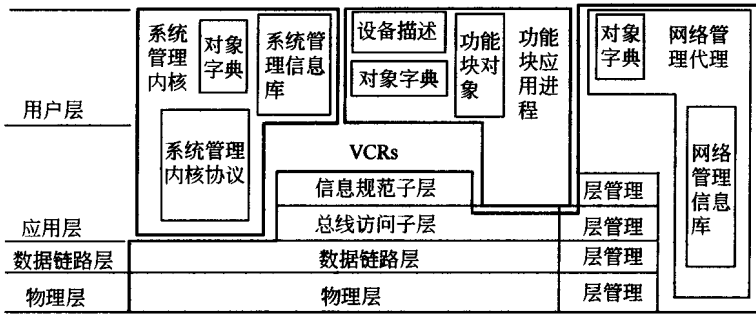 系统
管理
内核
对象
字典
系统管
理信息
库
系统管理
内核协议
设备描述
对象字典
功能
块对
象
功能
块应
用进
程
对象
字典
网络管
理代理
网络
管理
信息
库
用户层
VCRs
信息规范子层
层管理
应用层
总线访问子层
层管理
数据链路层
数据链路层
层管理
物理层
物理层
层管理